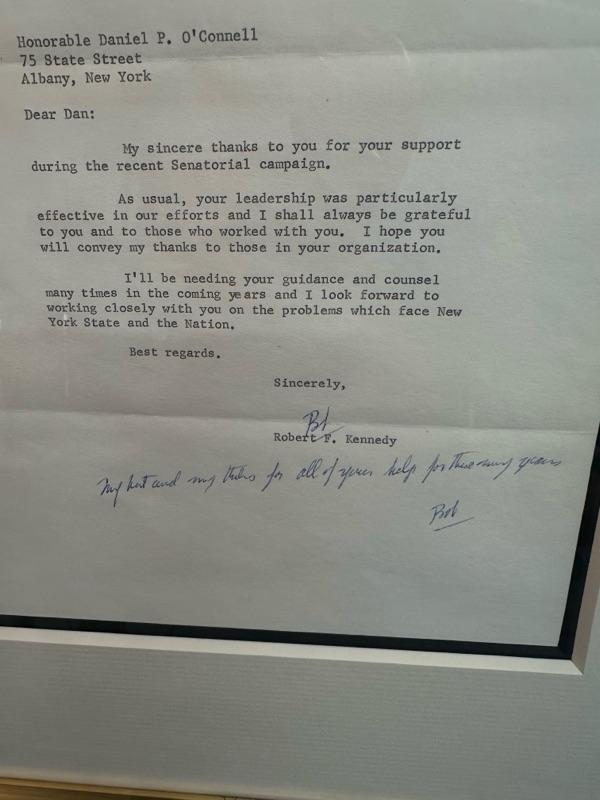 Honorable Daniel P. O'Connell
75 State Street
Albany, New York
Dear Dan:
My sincere thanks to you for your support
during the recent Senatorial campaign.
As usual, your leadership was particularly
effective in our efforts and I shall always be grateful
to you and to those who worked with you. I hope you
will convey my thanks to those in your organization.
I'll be needing your guidance and counsel
many times in the coming years and I look forward to
working closely with you on the problems which face New
York State and the Nation.
Best regards.
Sincerely,
Bob
Robert F. Kennedy
My best and my thanks for all of your help for these many years
Bob